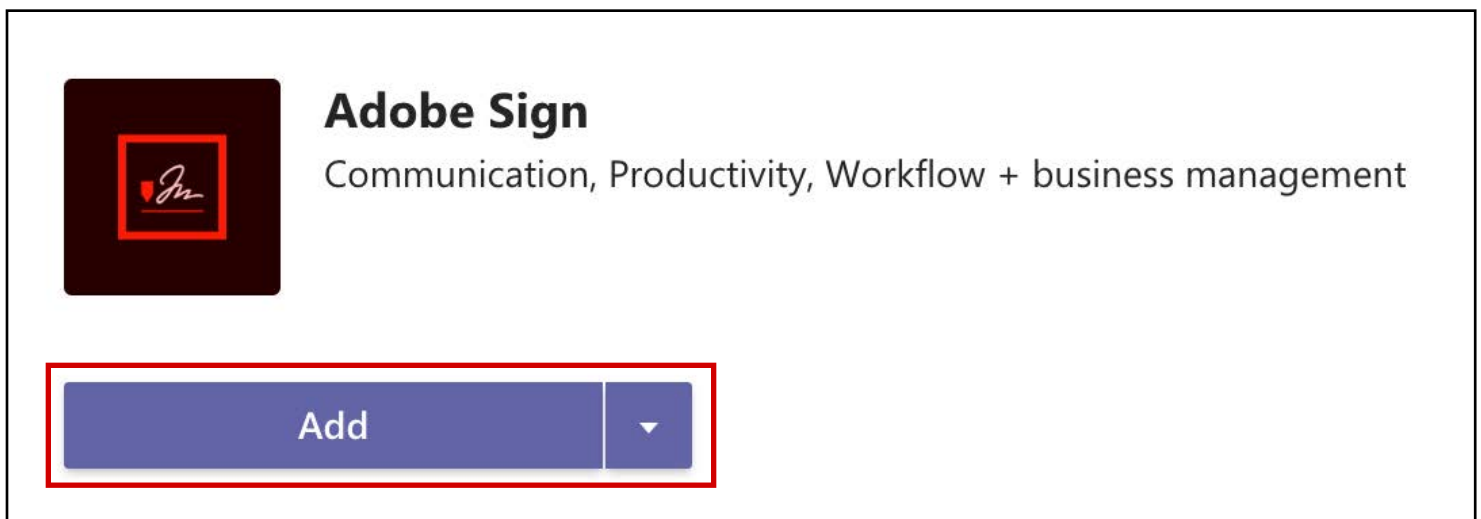 Adobe Sign
Communication, Productivity, Workflow + business management
Add